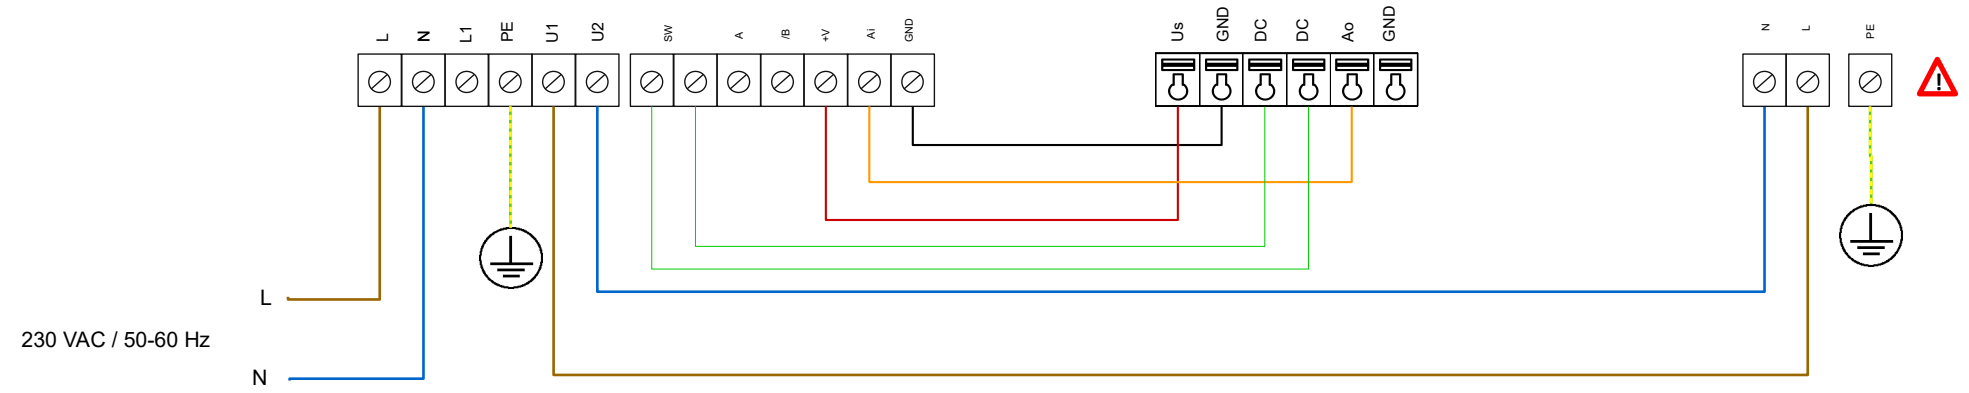 L N L1 PE U1 U2 SW A /B +V Ai GND Us GND DC DC Ao GND N L PE
!
L
230 VAC / 50-60 Hz
N